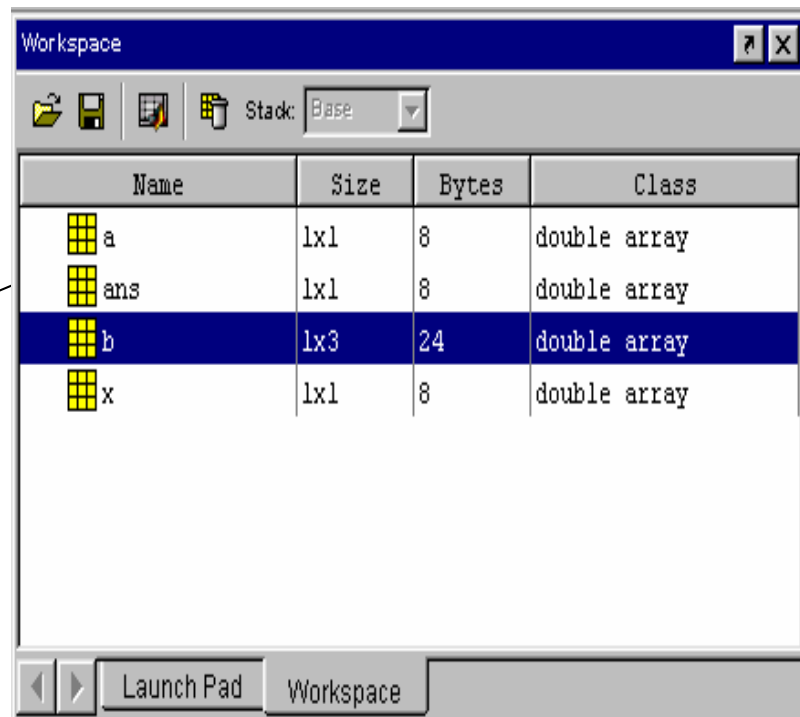 Workspace
Stack: Base
Name Size Bytes Class
a 1x1 8 double array
ans 1x1 8 double array
b 1x3 24 double array
x 1x1 8 double array
Launch Pad Workspace